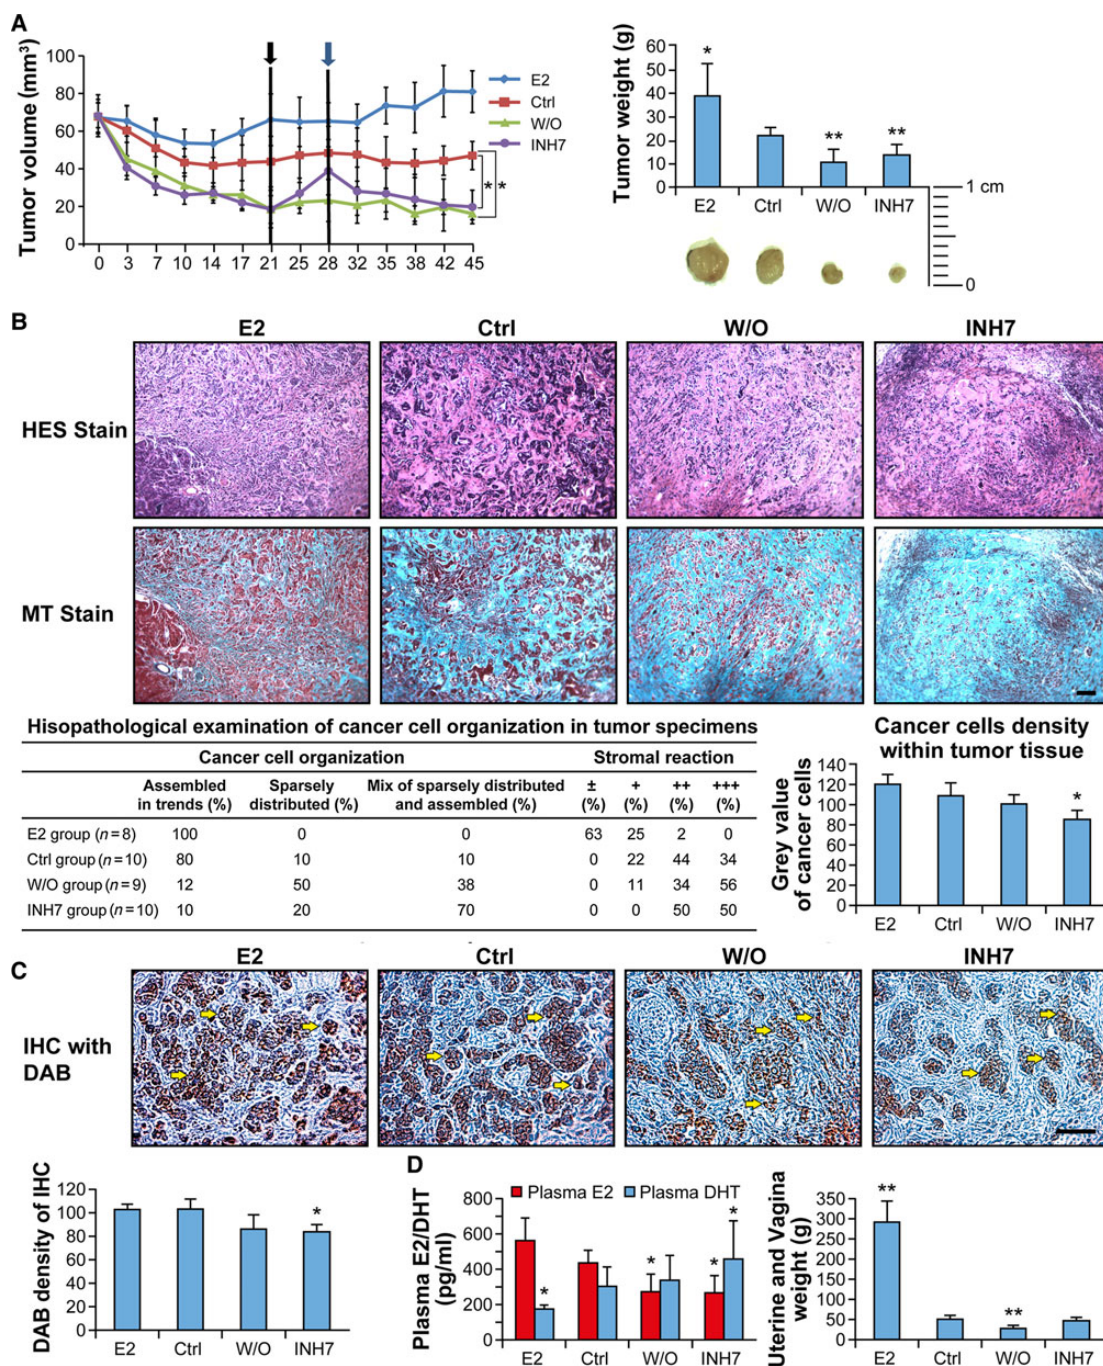 A
Tumor volume (mm³)
100
80
60
40
20
0
0 3 7 10 14 17 21 25 28 32 35 38 42 45
E2
Ctrl
W/O
INH7
* *
Tumor weight (g)
60
50
40
30
20
10
0
*
**
**
E2 Ctrl W/O INH7
1 cm
0
B
E2 Ctrl W/O INH7
HES Stain
MT Stain
Hisopathological examination of cancer cell organization in tumor specimens
Cancer cell organization Stromal reaction
Assembled in trends (%) Sparsely distributed (%) Mix of sparsely distributed and assembled (%) ± (%) + (%) ++ (%) +++ (%)
E2 group (n=8) 100 0 0 63 25 2 0
Ctrl group (n=10) 80 10 10 0 22 44 34
W/O group (n=9) 12 50 38 0 11 34 56
INH7 group (n=10) 10 20 70 0 0 50 50
Cancer cells density
within tumor tissue
Grey value
of cancer cells
140
120
100
80
60
40
20
0
*
E2 Ctrl W/O INH7
C
E2 Ctrl W/O INH7
IHC with
DAB
DAB density of IHC
120
100
80
60
40
20
0
*
E2 Ctrl W/O INH7
D
Plasma E2/DHT
(pg/ml)
Plasma E2 Plasma DHT
800
600
400
200
0
*
*
*
*
E2 Ctrl W/O INH7
Uterine and Vagina
weight (g)
350
300
250
200
150
100
50
0
**
**
E2 Ctrl W/O INH7